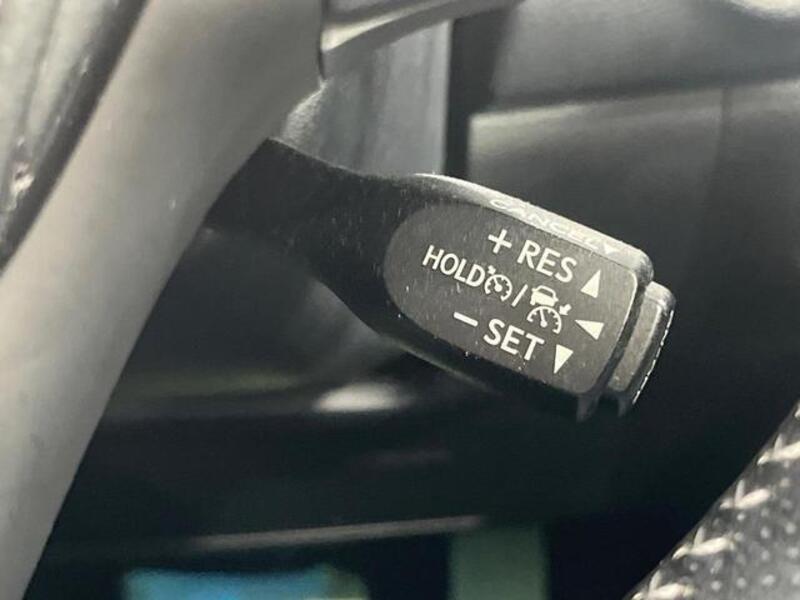 CANCEL
+ RES
HOLD /
- SET